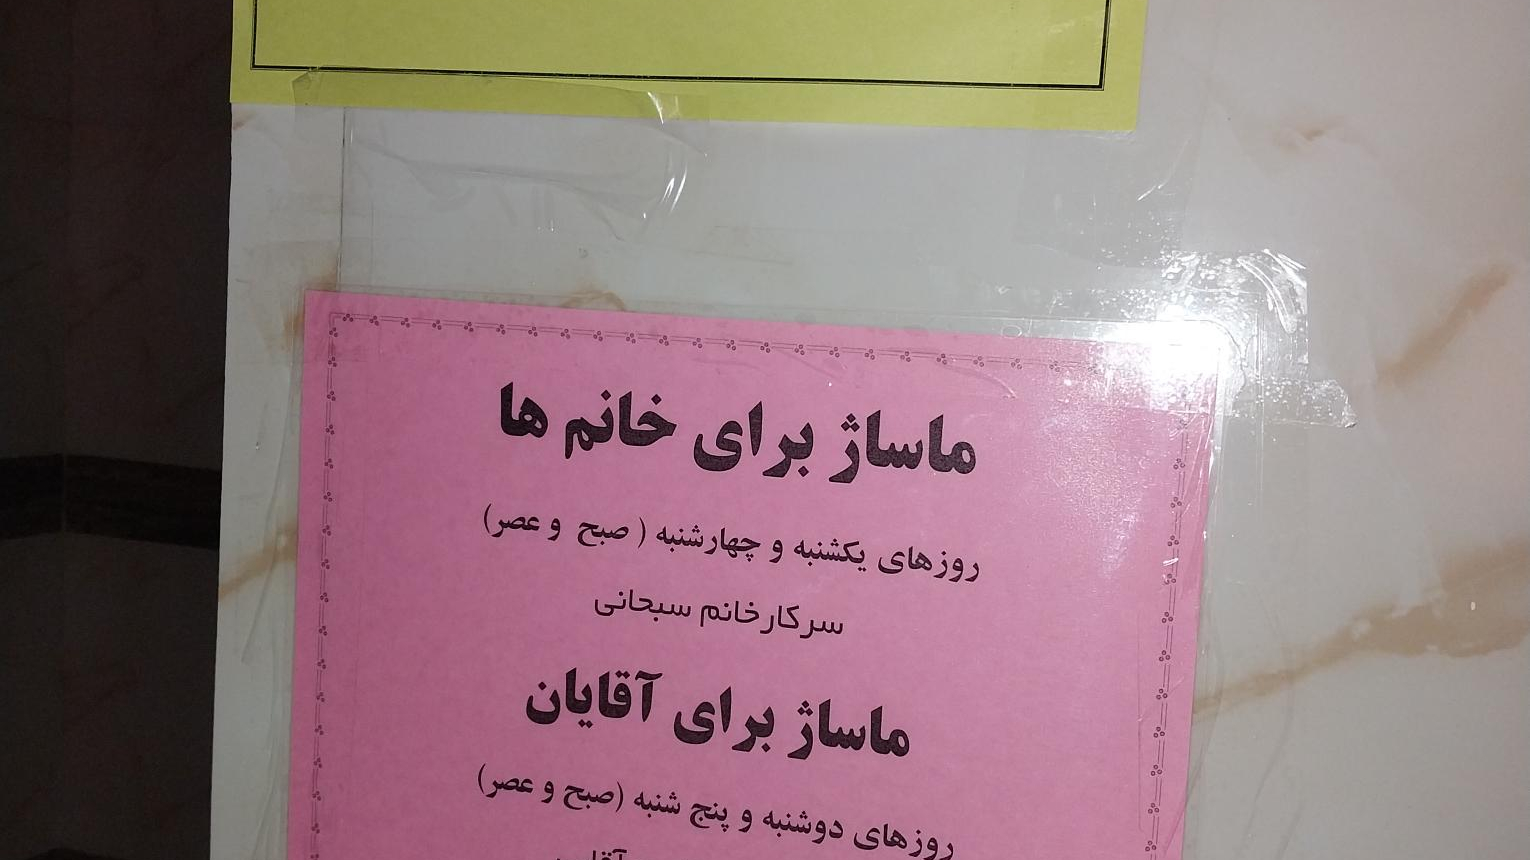 ماساژ برای خانم ها
روزهای یکشنبه و چهارشنبه ( صبح و عصر)
سرکارخانم سبحانی
ماساژ برای آقایان
روزهای دوشنبه و پنج شنبه (صبح و عصر)